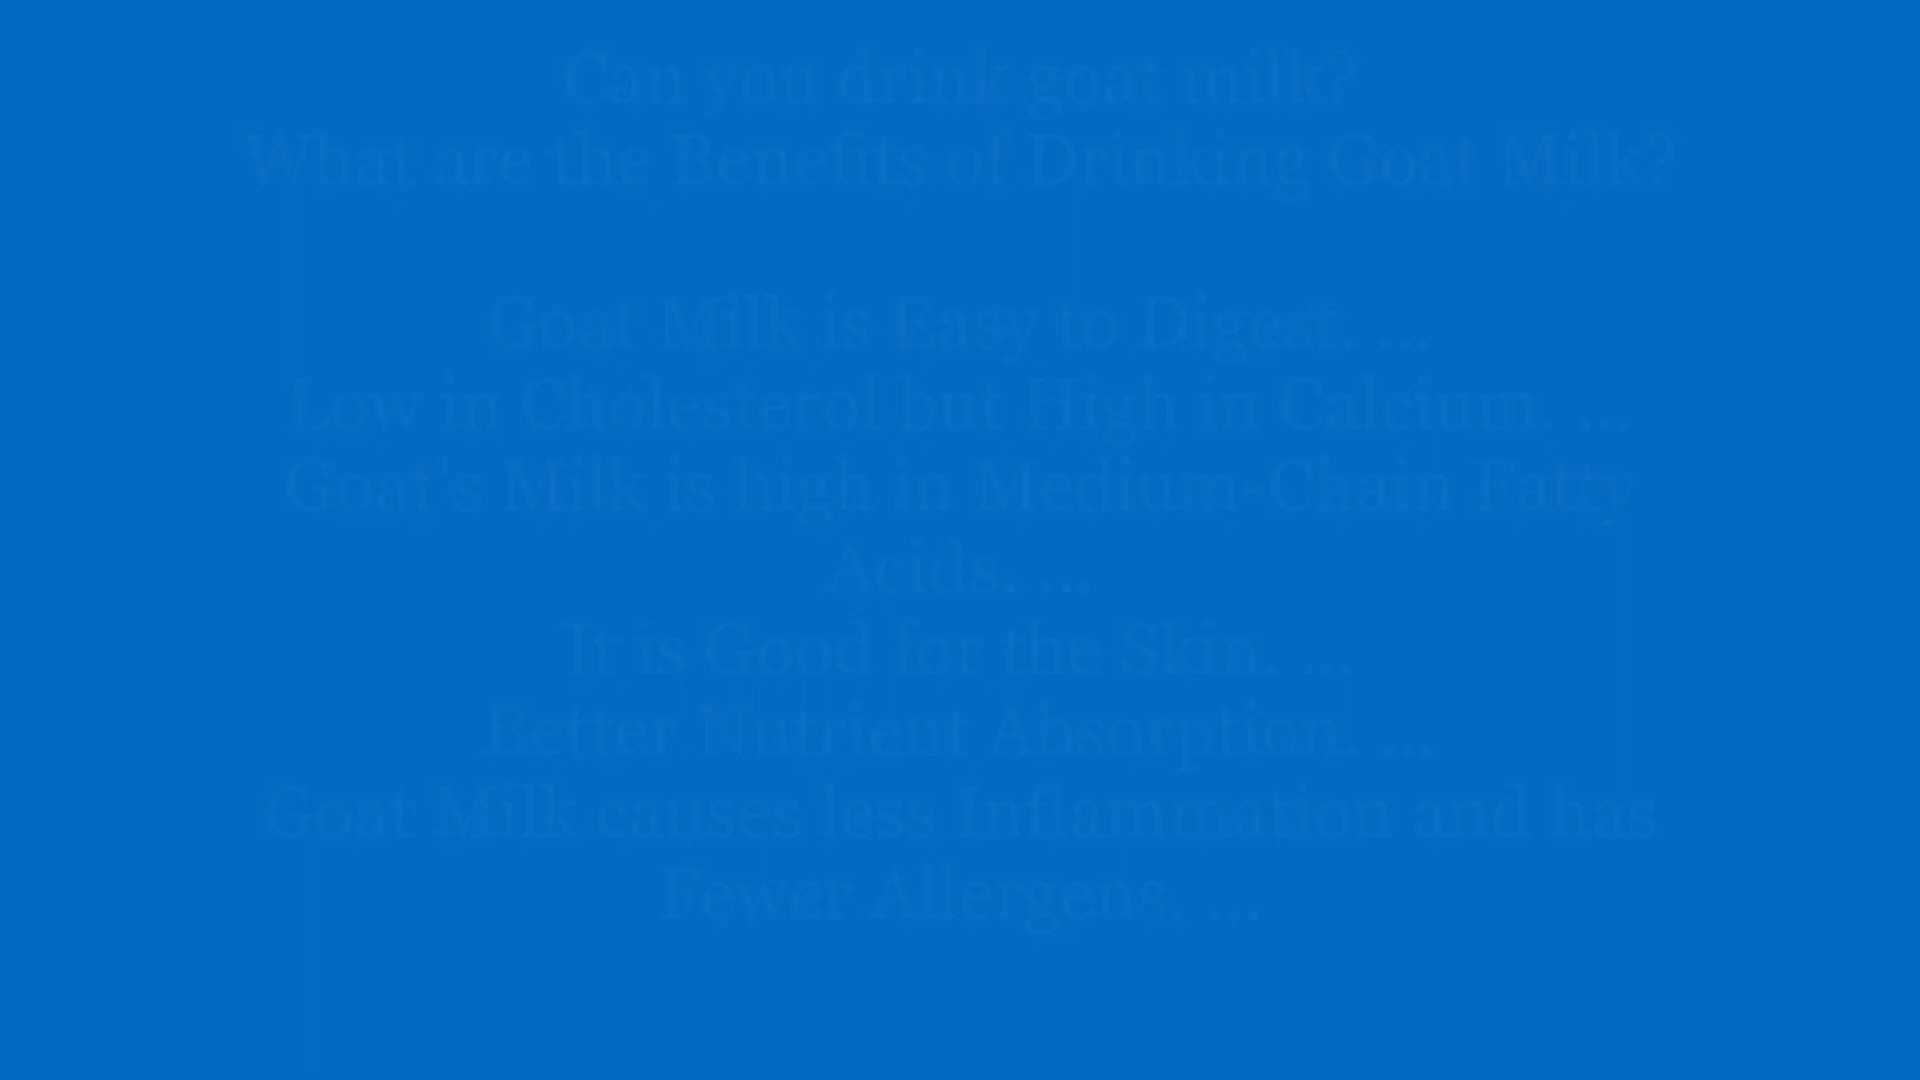 Can you drink goat milk?
What are the Benefits of Drinking Goat Milk?
Goat Milk is Easy to Digest. ...
Low in Cholesterol but High in Calcium. ...
Goat's Milk is high in Medium-Chain Fatty
Acids. ...
It is Good for the Skin. ...
Better Nutrient Absorption. ...
Goat Milk causes less Inflammation and has
Fewer Allergens. ...